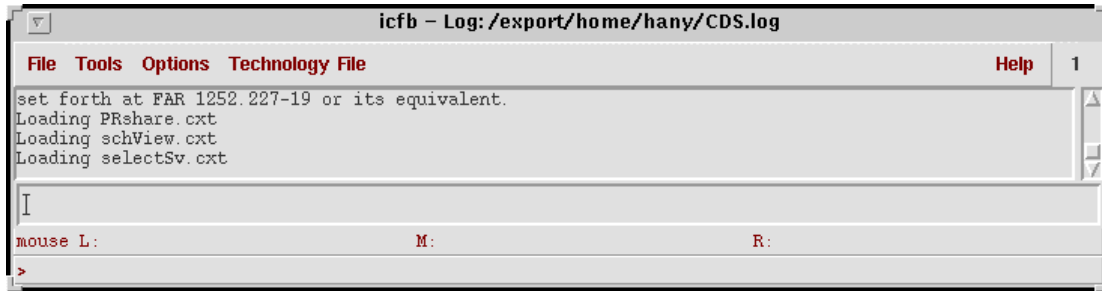 icfb – Log: /export/home/hany/CDS.log
File Tools Options Technology File Help 1
set forth at FAR 1252.227-19 or its equivalent.
Loading PRshare.cxt
Loading schView.cxt
Loading selectSv.cxt
mouse L: M: R:
>